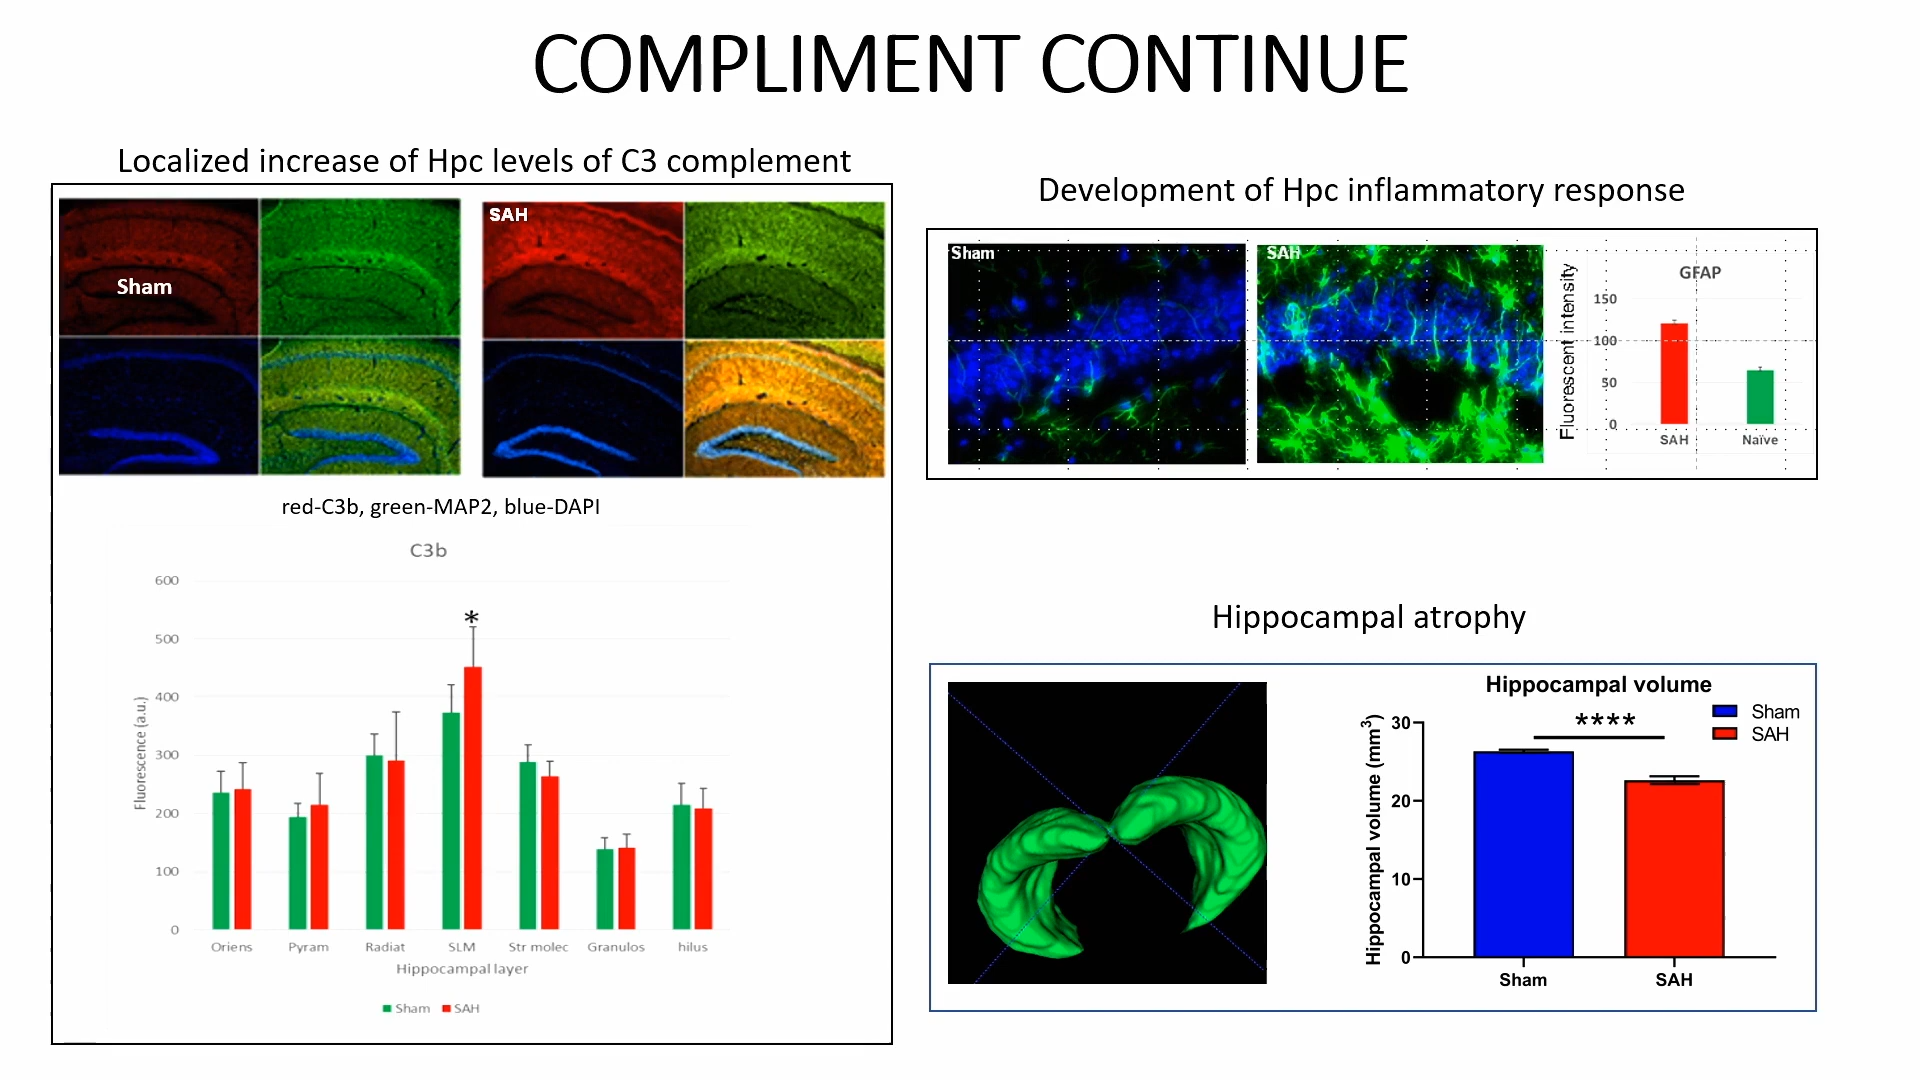 COMPLIMENT CONTINUE
Localized increase of Hpc levels of C3 complement
Sham
SAH
red-C3b, green-MAP2, blue-DAPI
C3b
600
500
400
300
200
100
0
Fluorescence (a.u.)
Oriens Pyram Radiat SLM Str molec Granulos hilus
Hippocampal layer
Sham SAH
*
Development of Hpc inflammatory response
Sham
SAH
Fluorescent intensity
GFAP
150
100
50
0
SAH Naïve
Hippocampal atrophy
Hippocampal volume
****
Sham
SAH
Hippocampal volume (mm³)
30
20
10
0
Sham SAH